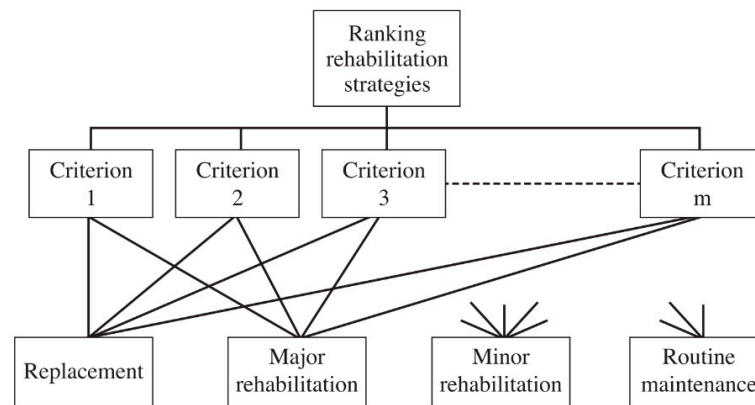 Ranking
rehabilitation
strategies
Criterion
1
Criterion
2
Criterion
3
Criterion
m
Replacement
Major
rehabilitation
Minor
rehabilitation
Routine
maintenance